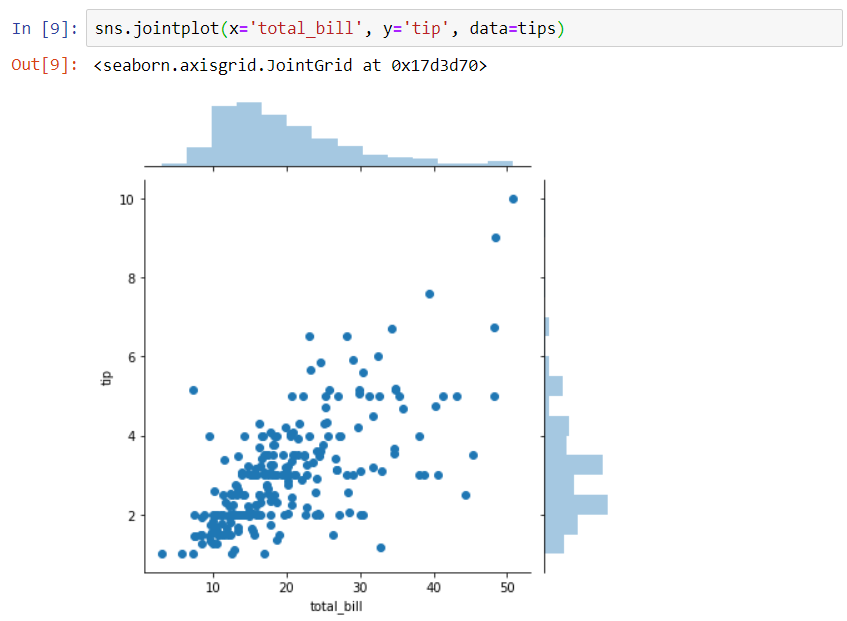 In [9]: sns.jointplot(x='total_bill', y='tip', data=tips)
Out[9]: <seaborn.axisgrid.JointGrid at 0x17d3d70>
10
8
6
4
2
tip
10 20 30 40 50
total_bill